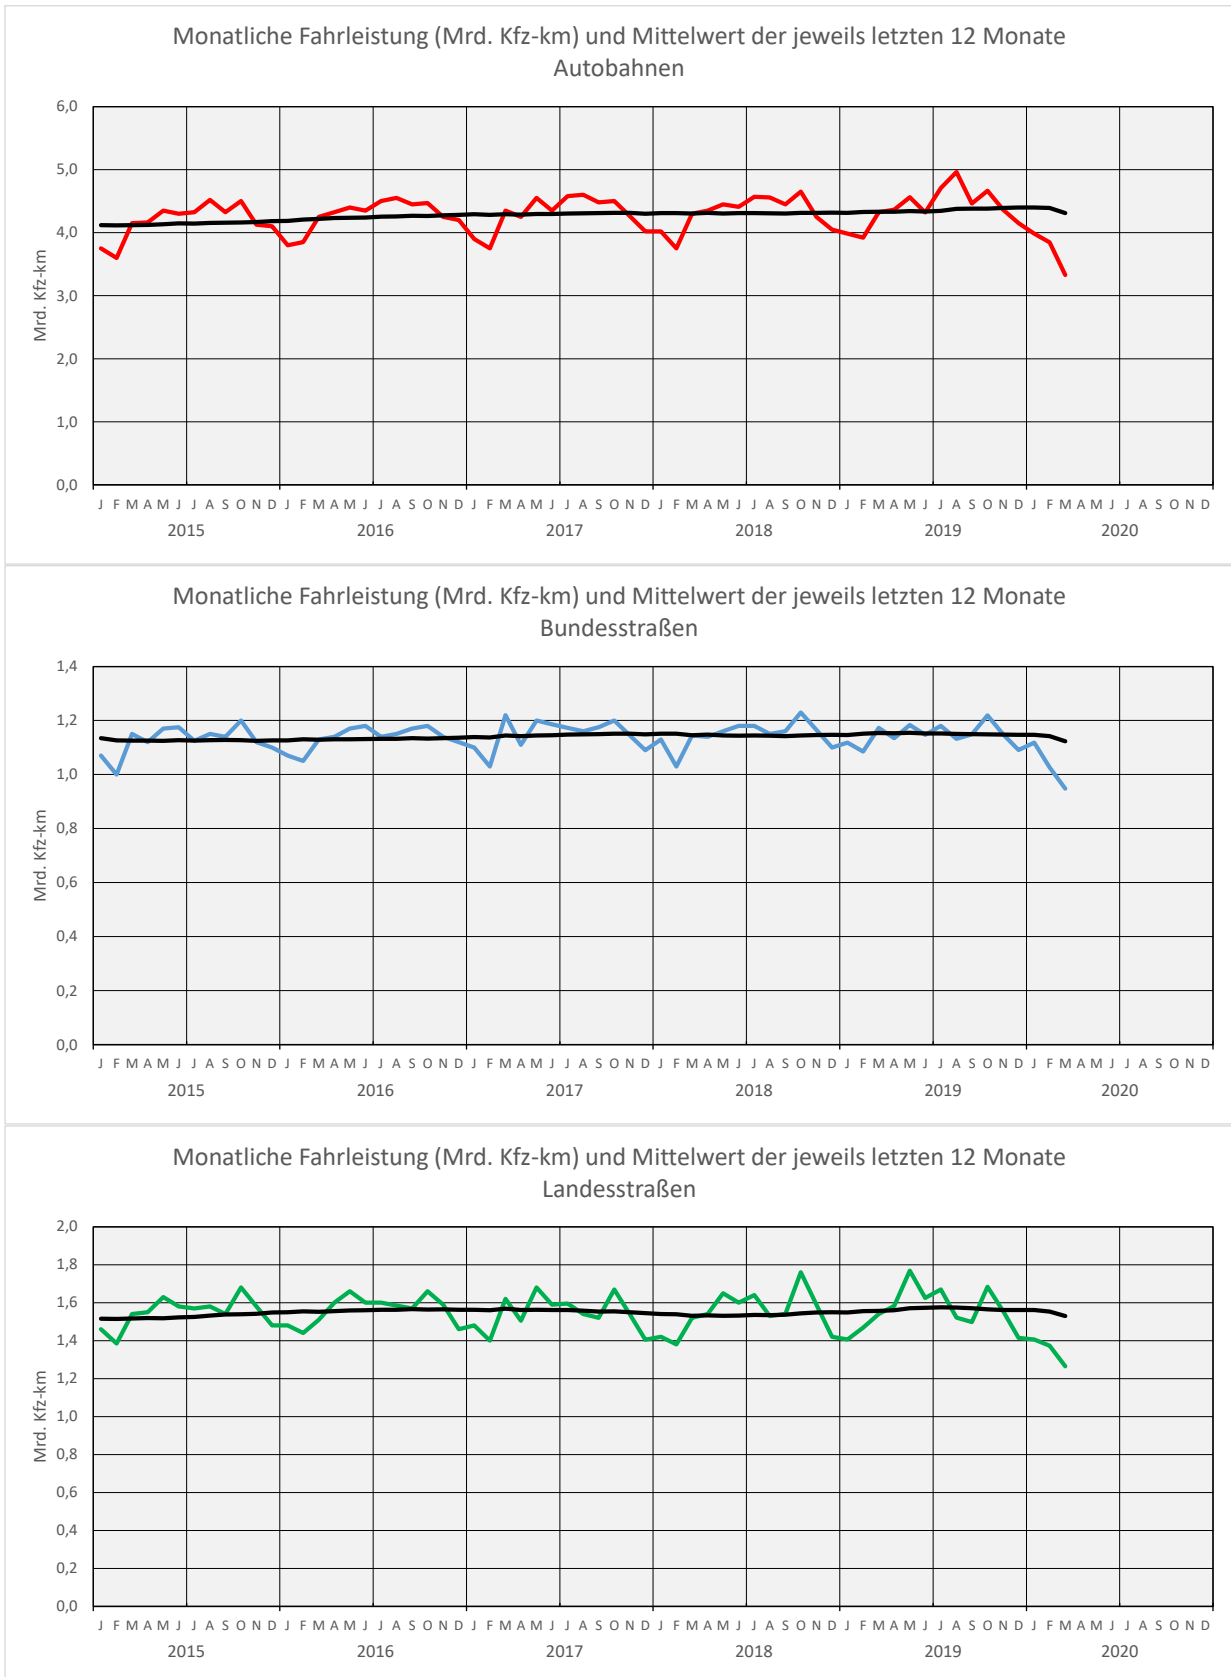 Monatliche Fahrleistung (Mrd. Kfz-km) und Mittelwert der jeweils letzten 12 Monate
Autobahnen
6,0
5,0
4,0
3,0
2,0
1,0
0,0
Mrd. Kfz-km
J F M A M J J A S O N D J F M A M J J A S O N D J F M A M J J A S O N D J F M A M J J A S O N D J F M A M J J A S O N D J F M A M J J A S O N D
2015 2016 2017 2018 2019 2020
Monatliche Fahrleistung (Mrd. Kfz-km) und Mittelwert der jeweils letzten 12 Monate
Bundesstraßen
1,4
1,2
1,0
0,8
0,6
0,4
0,2
0,0
Mrd. Kfz-km
J F M A M J J A S O N D J F M A M J J A S O N D J F M A M J J A S O N D J F M A M J J A S O N D J F M A M J J A S O N D J F M A M J J A S O N D
2015 2016 2017 2018 2019 2020
Monatliche Fahrleistung (Mrd. Kfz-km) und Mittelwert der jeweils letzten 12 Monate
Landesstraßen
2,0
1,8
1,6
1,4
1,2
1,0
0,8
0,6
0,4
0,2
0,0
Mrd. Kfz-km
J F M A M J J A S O N D J F M A M J J A S O N D J F M A M J J A S O N D J F M A M J J A S O N D J F M A M J J A S O N D J F M A M J J A S O N D
2015 2016 2017 2018 2019 2020